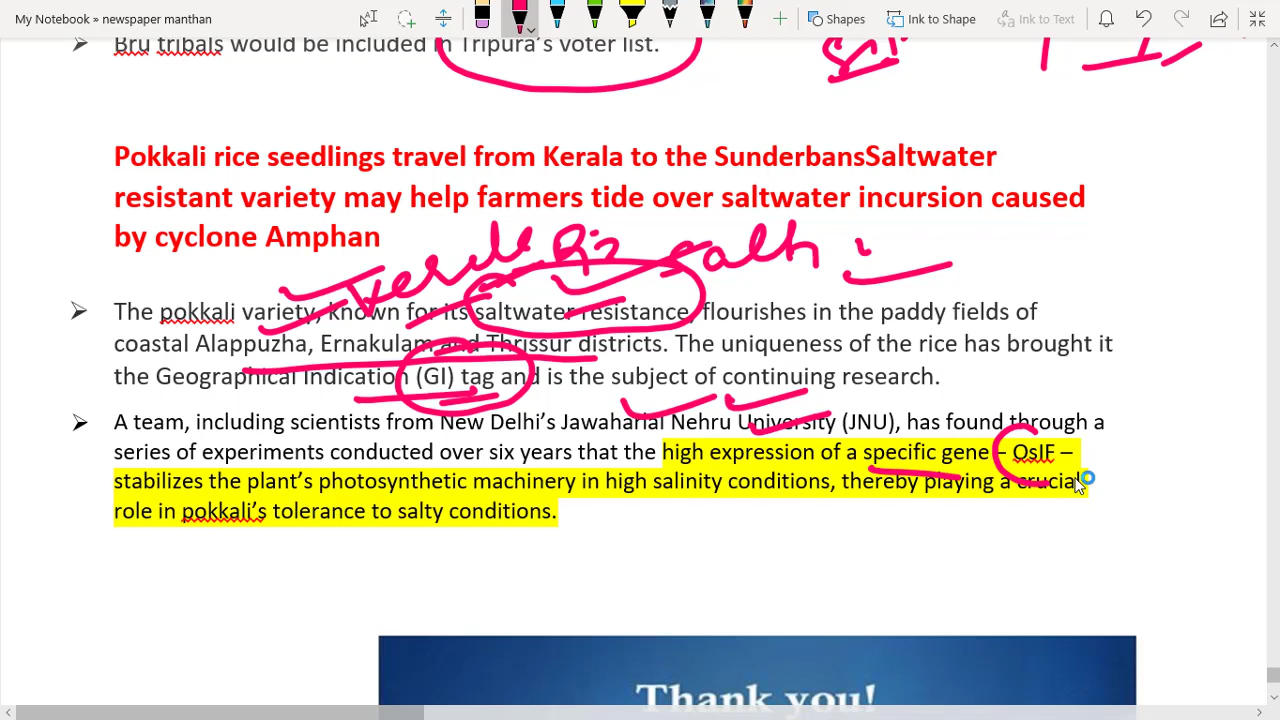 My Notebook » newspaper manthan
Shapes
Ink to Shape
Ink to Text
Bru tribals would be included in Tripura's voter list.
Pokkali rice seedlings travel from Kerala to the SunderbansSaltwater
resistant variety may help farmers tide over saltwater incursion caused
by cyclone Amphan
The pokkali variety, known for its saltwater resistance, flourishes in the paddy fields of
coastal Alappuzha, Ernakulam and Thrissur districts. The uniqueness of the rice has brought it
the Geographical Indication (GI) tag and is the subject of continuing research.
A team, including scientists from New Delhi's Jawaharlal Nehru University (JNU), has found through a
series of experiments conducted over six years that the high expression of a specific gene – OsIF –
stabilizes the plant's photosynthetic machinery in high salinity conditions, thereby playing a crucial
role in pokkali's tolerance to salty conditions.
Thank you!